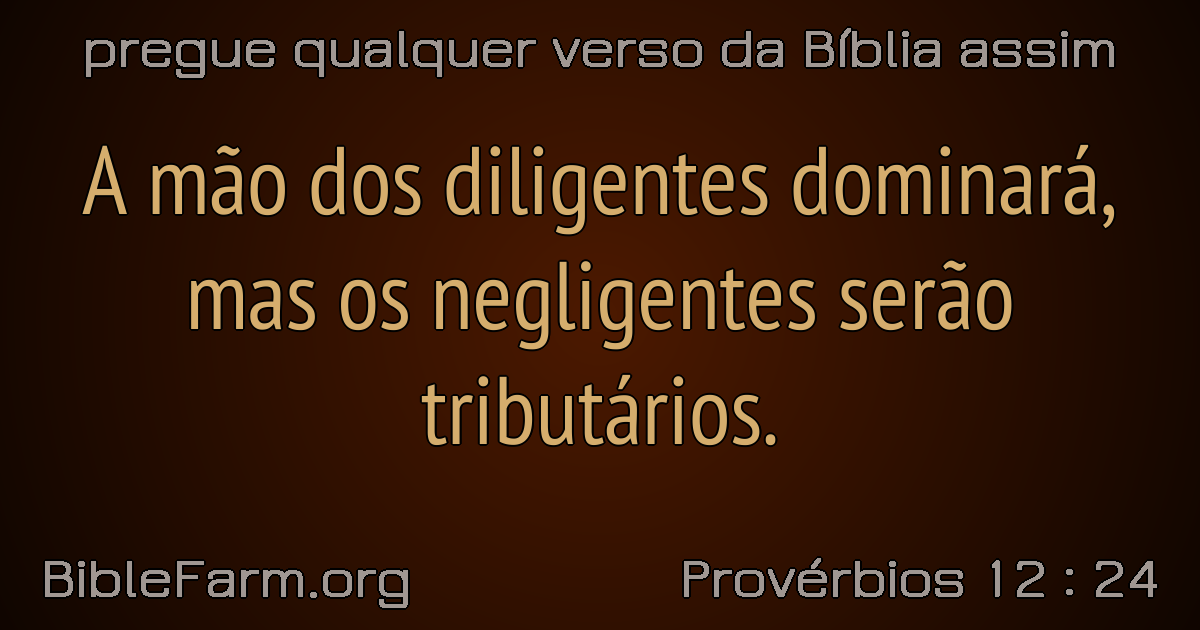 pregue qualquer verso da Bíblia assim
A mão dos diligentes dominará,
mas os negligentes serão
tributários.
BibleFarm.org
Provérbios 12 : 24